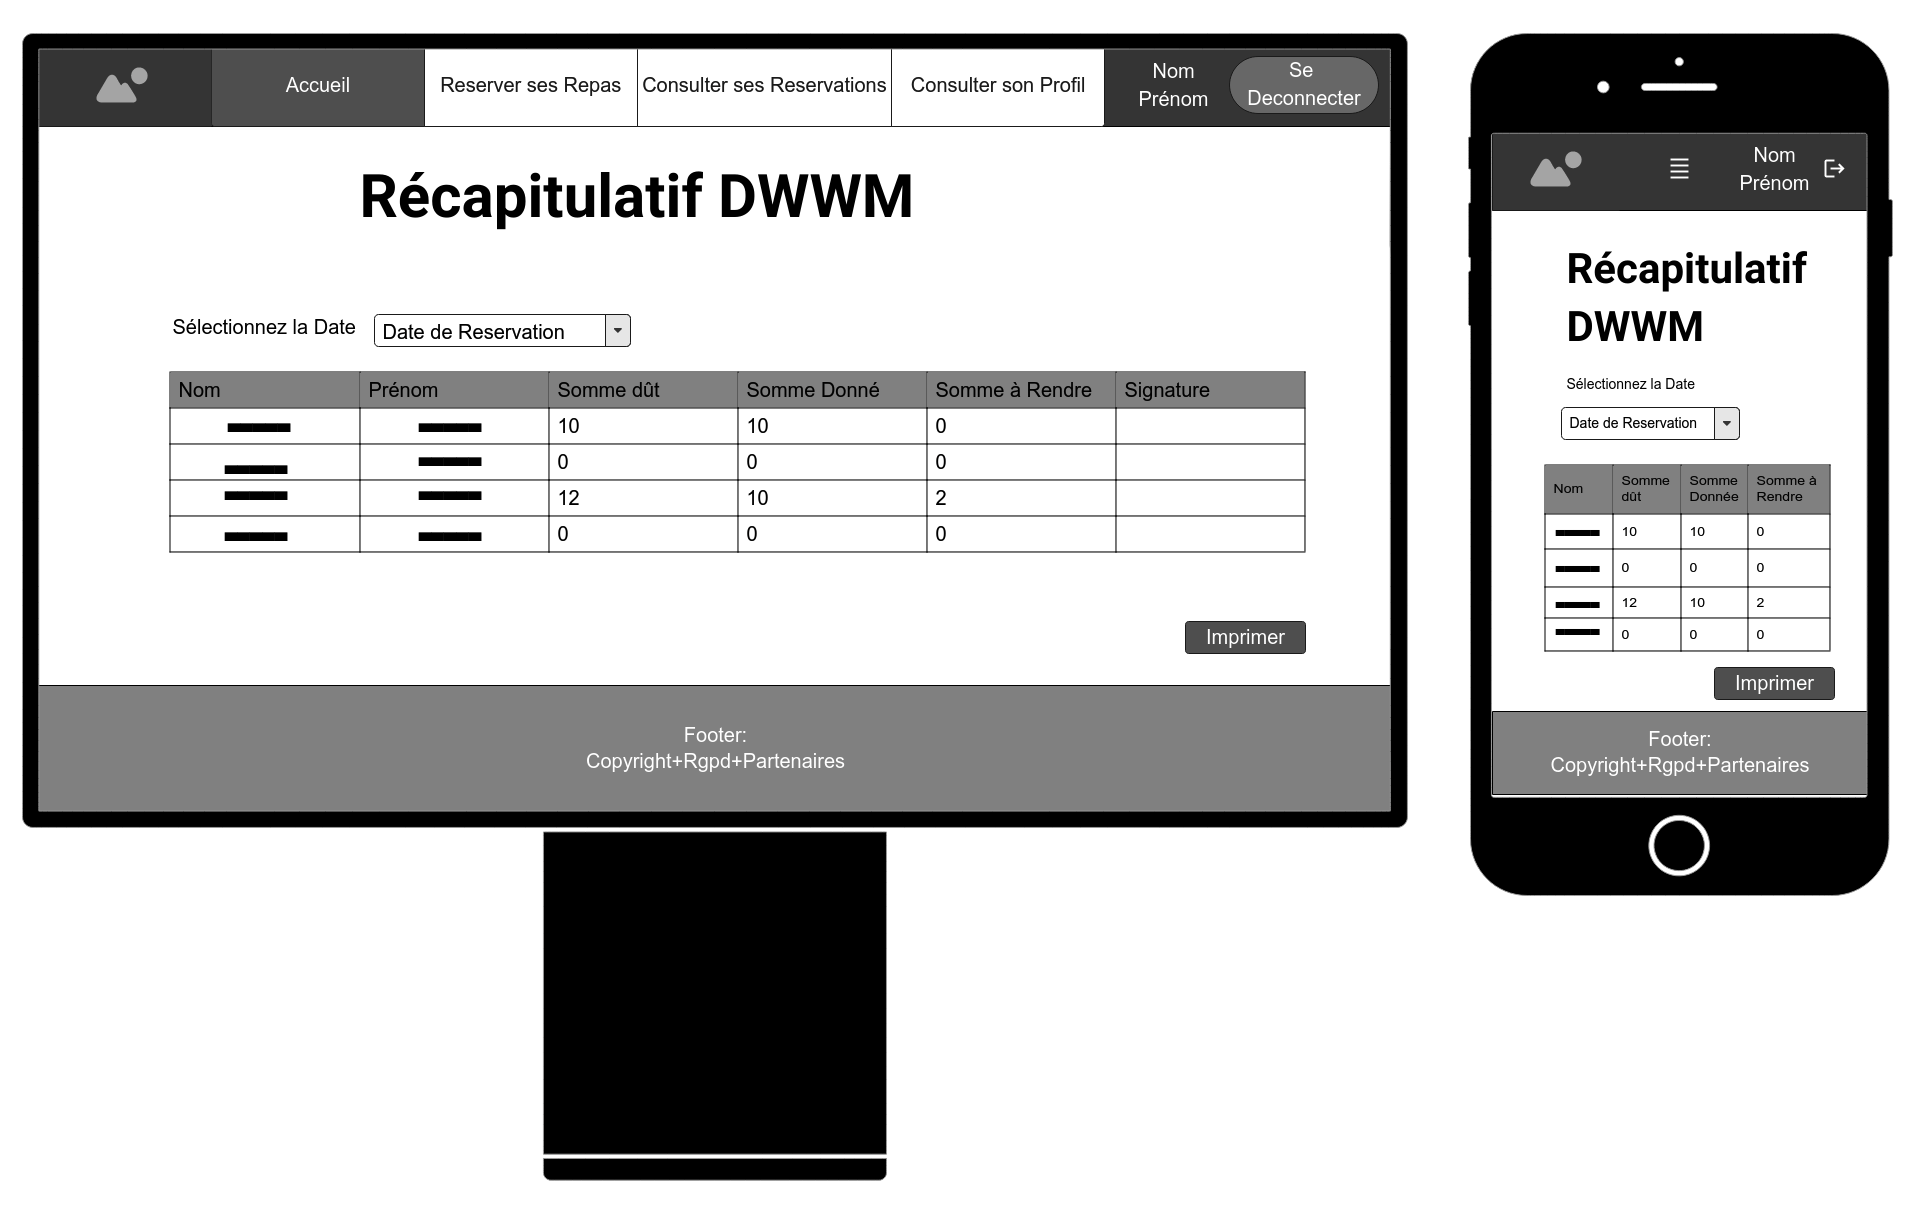 Accueil
Reserver ses Repas
Consulter ses Reservations
Consulter son Profil
Nom
Prénom
Se
Deconnecter
Récapitulatif DWWM
Sélectionnez la Date
Date de Reservation
Nom Prénom Somme dût Somme Donné Somme à Rendre Signature
10 10 0
0 0 0
12 10 2
0 0 0
Imprimer
Footer:
Copyright+Rgpd+Partenaires
Nom
Prénom
Récapitulatif
DWWM
Sélectionnez la Date
Date de Reservation
Nom
Somme
dût
Somme
Donnée
Somme à
Rendre
10 10 0
0 0 0
12 10 2
0 0 0
Imprimer
Footer:
Copyright+Rgpd+Partenaires